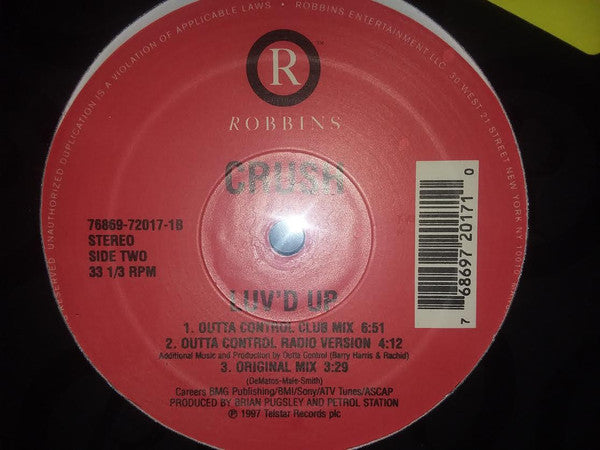 RESERVED. UNAUTHORIZED DUPLICATION IS A VIOLATION OF APPLICABLE LAWS • ROBBINS ENTERTAINMENT LLC, 30 WEST 21 STREET NEW YORK, NY 10010
R
ROBBINS
CRUSH
76869-72017-1B
STEREO
SIDE TWO
33 1/3 RPM
7 68697 20171 0
LUV'D UP
1. OUTTA CONTROL CLUB MIX 6:51
2. OUTTA CONTROL RADIO VERSION 4:12
Additional Music and Production by Outta Control (Barry Harris & Rachid)
3. ORIGINAL MIX 3:29
(DeMatos-Male-Smith)
Careers BMG Publishing/BMI/Sony/ATV Tunes/ASCAP
PRODUCED BY BRIAN PUGSLEY AND PETROL STATION
℗ 1997 Telstar Records plc